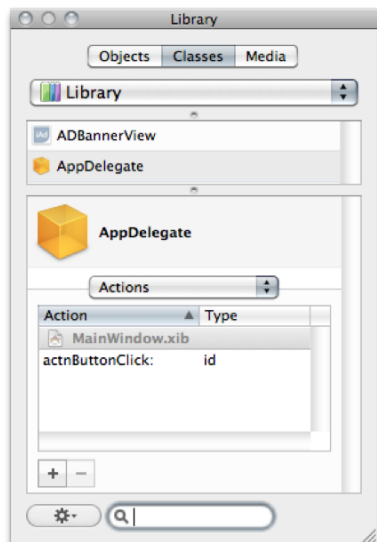 Library
Objects Classes Media
Library
ADBannerView
AppDelegate
AppDelegate
Actions
Action Type
MainWindow.xib
actnButtonClick: id